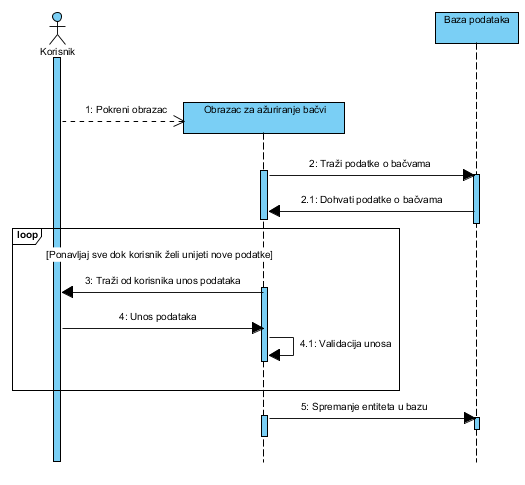 Baza podataka
Korisnik
1: Pokreni obrazac
Obrazac za ažuriranje bačvi
2: Traži podatke o bačvama
2.1: Dohvati podatke o bačvama
loop
[Ponavljaj sve dok korisnik želi unijeti nove podatke]
3: Traži od korisnika unos podataka
4: Unos podataka
4.1: Validacija unosa
5: Spremanje entiteta u bazu